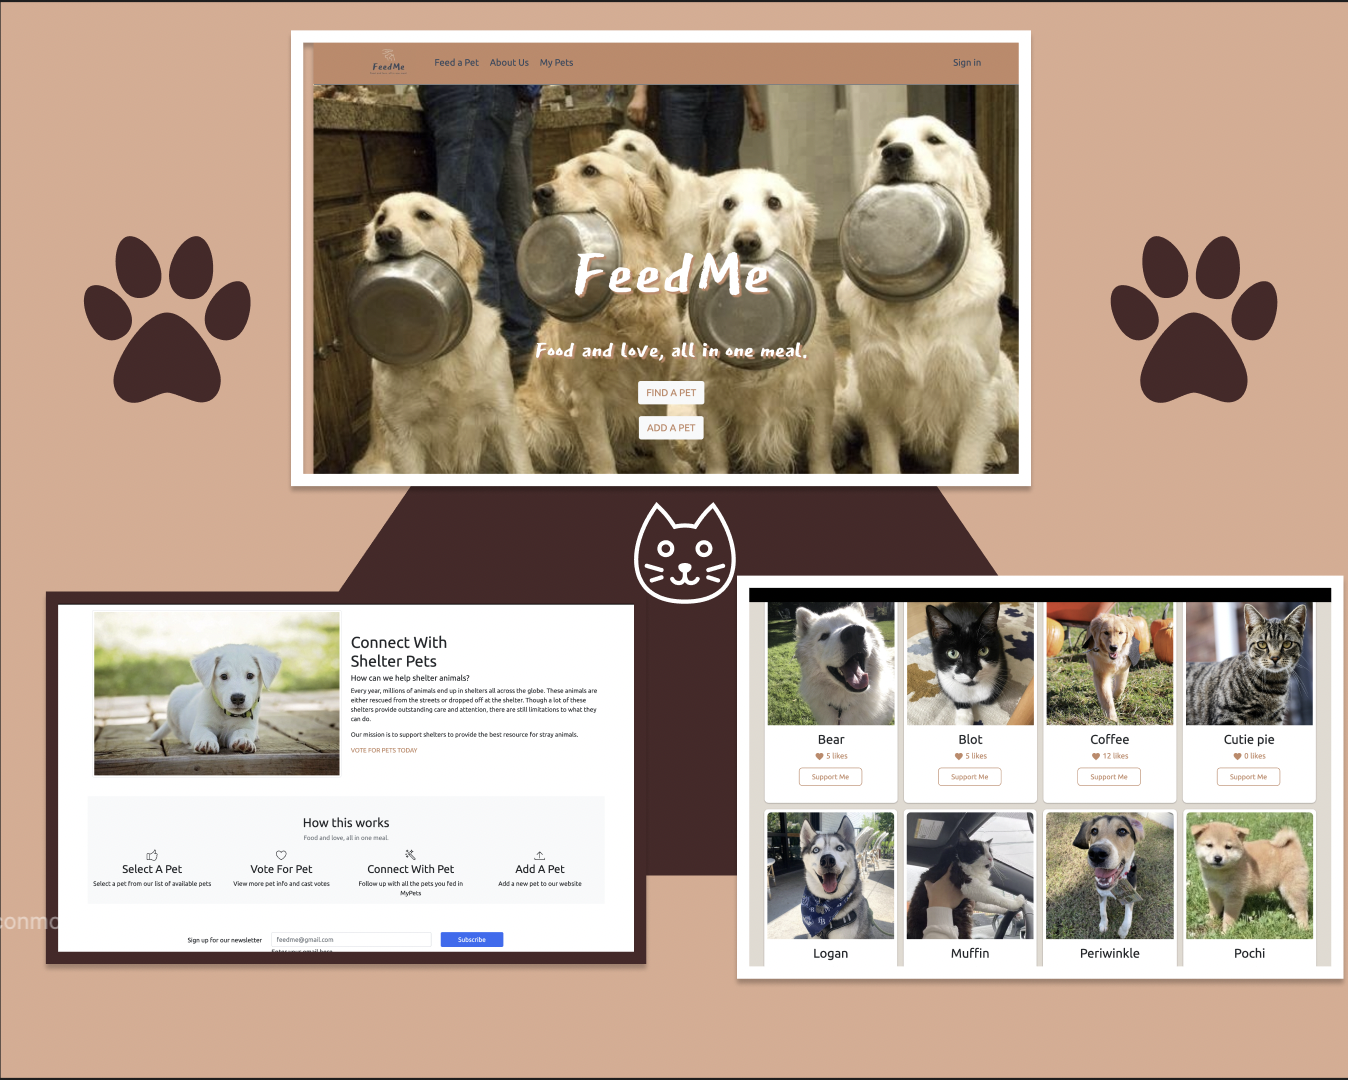 FeedMe
Feed a Pet
About Us
My Pets
Sign in
FeedMe
Food and love, all in one meal.
FIND A PET
ADD A PET
Connect With
Shelter Pets
How can we help shelter animals?
Every year, millions of animals end up in shelters all across the globe. These animals are
either rescued from the streets or dropped off at the shelter. Though a lot of these
shelters provide outstanding care and attention, there are still limitations to what they
can do.
Our mission is to support shelters to provide the best resource for stray animals.
VOTE FOR PETS TODAY
How this works
Food and love, all in one meal.
Select A Pet
Select a pet from our list of available pets
Vote For Pet
View more pet info and cast votes
Connect With Pet
Follow up with all the pets you fed in
MyPets
Add A Pet
Add a new pet to our website
Sign up for our newsletter
feedme@gmail.com
Subscribe
Bear
5 likes
Support Me
Blot
5 likes
Support Me
Coffee
12 likes
Support Me
Cutie pie
0 likes
Support Me
Logan
Muffin
Periwinkle
Pochi